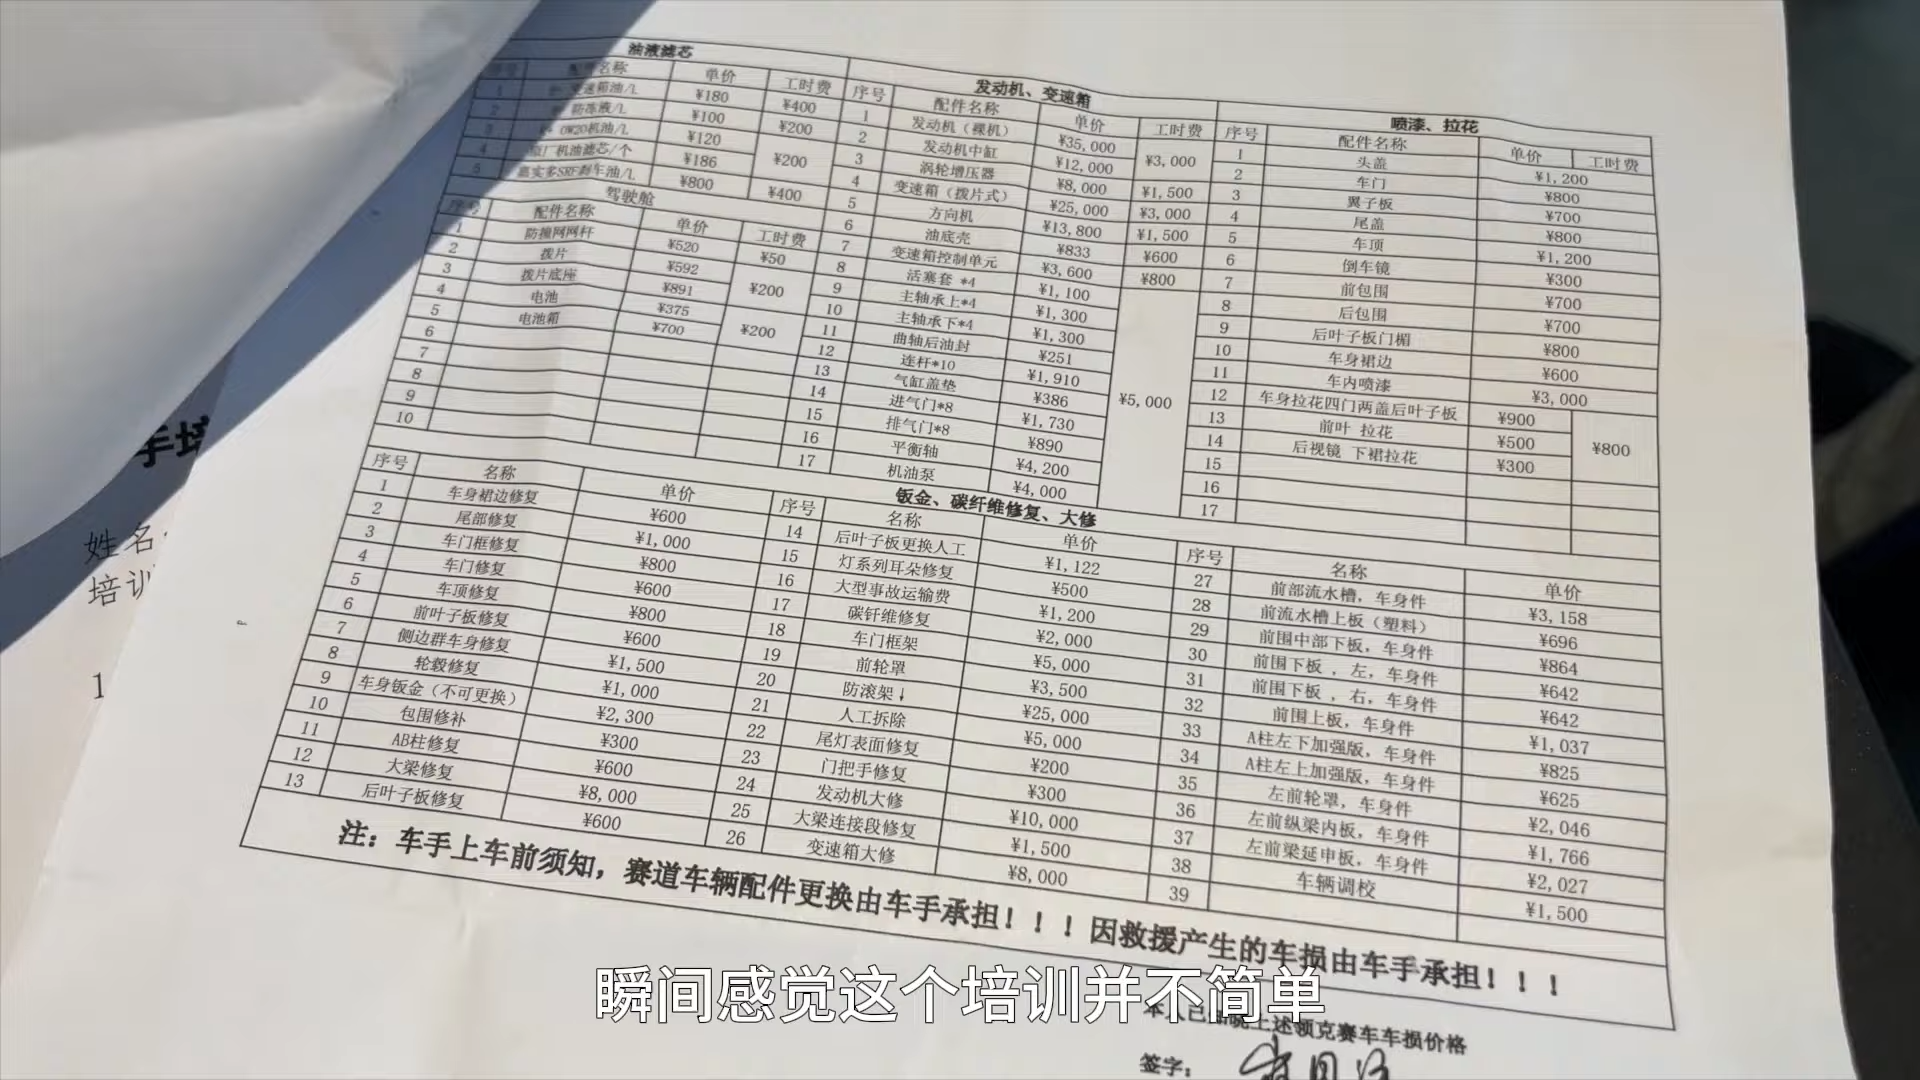 油液滤芯
序号 配件名称 单价 工时费
1 变速箱油/L ¥180 ¥400
2 防冻液/L ¥100 ¥200
3 0W20机油/L ¥120 ¥200
4 原厂机油滤芯/个 ¥186
5 嘉实多SRF刹车油/L ¥800 ¥400
驾驶舱
序号 配件名称 单价 工时费
1 防撞网网杆 ¥520 ¥50
2 拨片 ¥592 ¥200
3 拨片底座 ¥891
4 电池 ¥375 ¥200
5 电池箱 ¥700
6
7
8
9
10
发动机、变速箱
序号 配件名称 单价 工时费
1 发动机（裸机） ¥35,000 ¥3,000
2 发动机中缸 ¥12,000
3 涡轮增压器 ¥8,000 ¥1,500
4 变速箱（拨片式） ¥25,000 ¥3,000
5 方向机 ¥13,800 ¥1,500
6 油底壳 ¥833 ¥600
7 变速箱控制单元 ¥3,600 ¥800
8 活塞套 *4 ¥1,100 ¥5,000
9 主轴承上*4 ¥1,300
10 主轴承下*4 ¥1,300
11 曲轴后油封 ¥251
12 连杆*10 ¥1,910
13 气缸盖垫 ¥386
14 进气门*8 ¥1,730
15 排气门*8 ¥890
16 平衡轴 ¥4,200
17 机油泵 ¥4,000
喷漆、拉花
序号 配件名称 单价 工时费
1 头盖 ¥1,200
2 车门 ¥800
3 翼子板 ¥700
4 尾盖 ¥800
5 车顶 ¥1,200
6 倒车镜 ¥300
7 前包围 ¥700
8 后包围 ¥700
9 后叶子板门楣 ¥800
10 车身裙边 ¥600
11 车内喷漆 ¥3,000
12 车身拉花四门两盖后叶子板 ¥900 ¥800
13 前叶 拉花 ¥500
14 后视镜 下裙拉花 ¥300
15
16
17
钣金、碳纤维修复、大修
序号 名称 单价
1 车身裙边修复 ¥600
2 尾部修复 ¥1,000
3 车门框修复 ¥800
4 车门修复 ¥600
5 车顶修复 ¥800
6 前叶子板修复 ¥600
7 侧边群车身修复 ¥1,500
8 轮毂修复 ¥1,000
9 车身钣金（不可更换） ¥2,300
10 包围修补 ¥300
11 AB柱修复 ¥600
12 大梁修复 ¥8,000
13 后叶子板修复 ¥600
序号 名称 单价
14 后叶子板更换人工 ¥1,122
15 灯系列耳朵修复 ¥500
16 大型事故运输费 ¥1,200
17 碳钎维修复 ¥2,000
18 车门框架 ¥5,000
19 前轮罩 ¥3,500
20 防滚架↓ ¥25,000
21 人工拆除 ¥5,000
22 尾灯表面修复 ¥200
23 门把手修复 ¥300
24 发动机大修 ¥10,000
25 大梁连接段修复 ¥1,500
26 变速箱大修 ¥8,000
序号 名称 单价
27 前部流水槽，车身件 ¥3,158
28 前流水槽上板（塑料） ¥696
29 前围中部下板，车身件 ¥864
30 前围下板 ，左，车身件 ¥642
31 前围下板 ，右，车身件 ¥642
32 前围上板，车身件 ¥1,037
33 A柱左下加强版，车身件 ¥825
34 A柱左上加强版，车身件 ¥625
35 左前轮罩，车身件 ¥2,046
36 左前纵梁内板，车身件 ¥1,766
37 左前梁延申板，车身件 ¥2,027
38 车辆调校 ¥1,500
39
注：车手上车前须知，赛道车辆配件更换由车手承担！！！因救援产生的车损由车手承担！！！
本人已 上述领克赛车车损价格
签字：
手培
姓名
培训
1
瞬间感觉这个培训并不简单